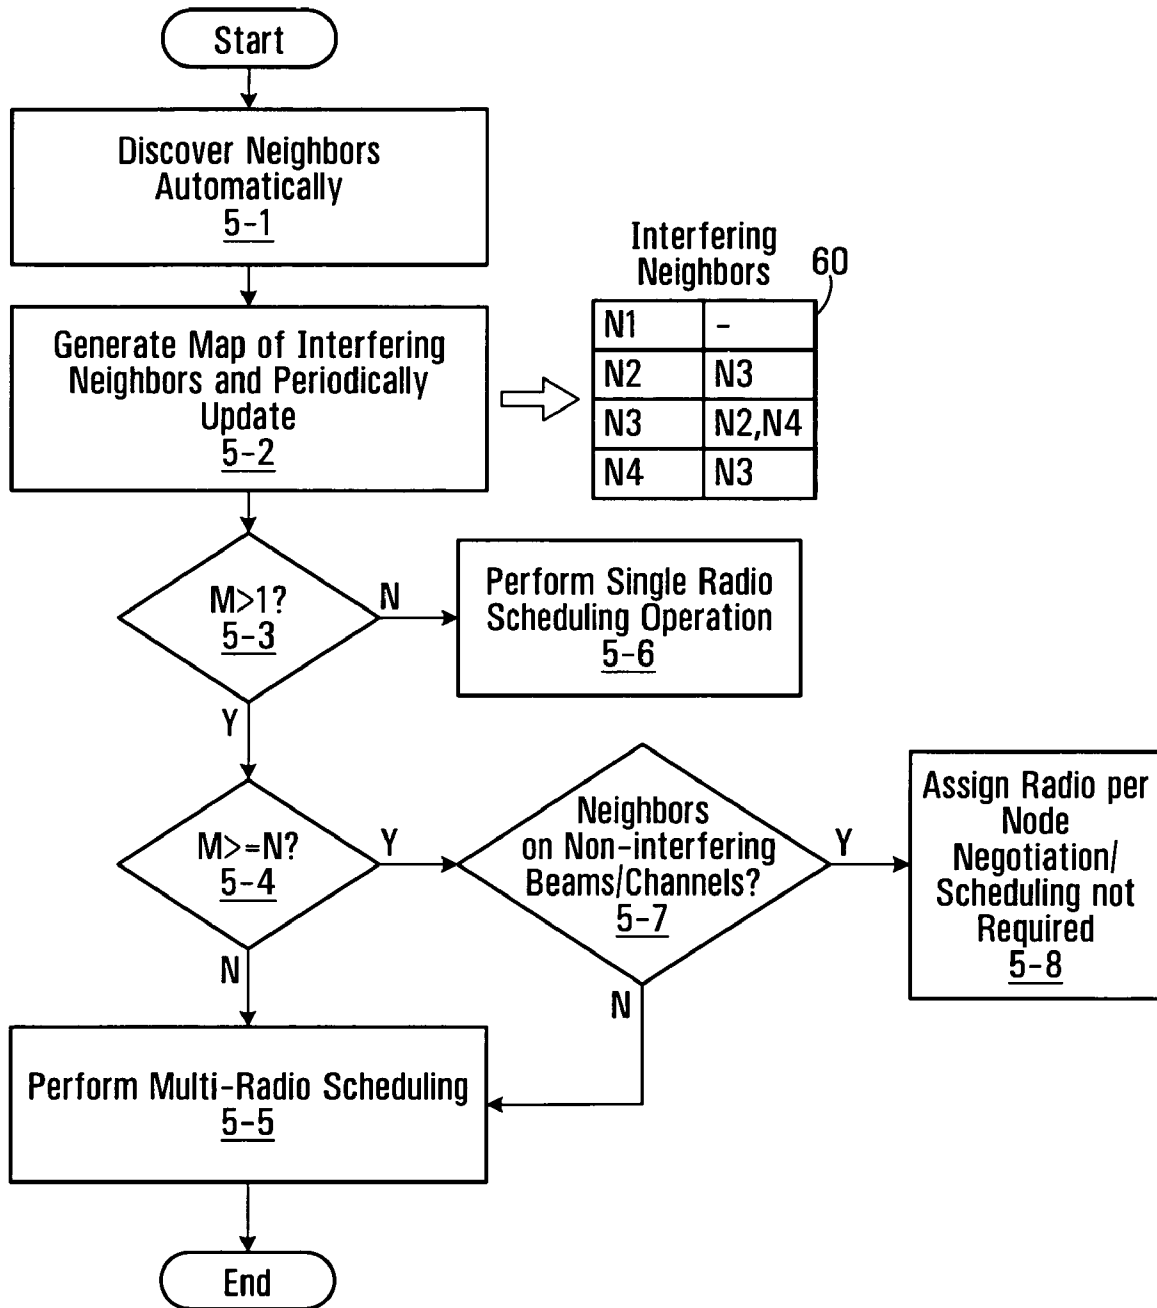 Start
Discover Neighbors
Automatically
5-1
Interfering
Neighbors
60
Generate Map of Interfering
Neighbors and Periodically
Update
5-2
N1 -
N2 N3
N3 N2,N4
N4 N3
M>1?
5-3
N
Y
Perform Single Radio
Scheduling Operation
5-6
M>=N?
5-4
Y
N
Neighbors
on Non-interfering
Beams/Channels?
5-7
Y
N
Assign Radio per
Node
Negotiation/
Scheduling not
Required
5-8
Perform Multi-Radio Scheduling
5-5
End